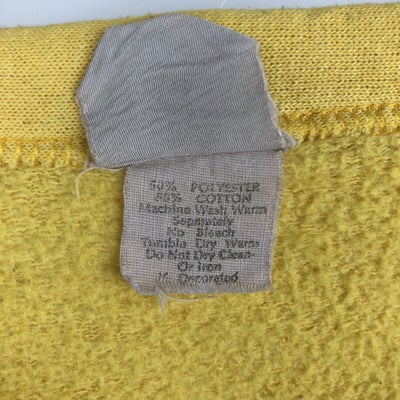 50% POLYESTER
50% COTTON
Machine Wash Warm
Separately
No Bleach
Tumble Dry Warm
Do Not Dry Clean
Or Iron
If Decorated